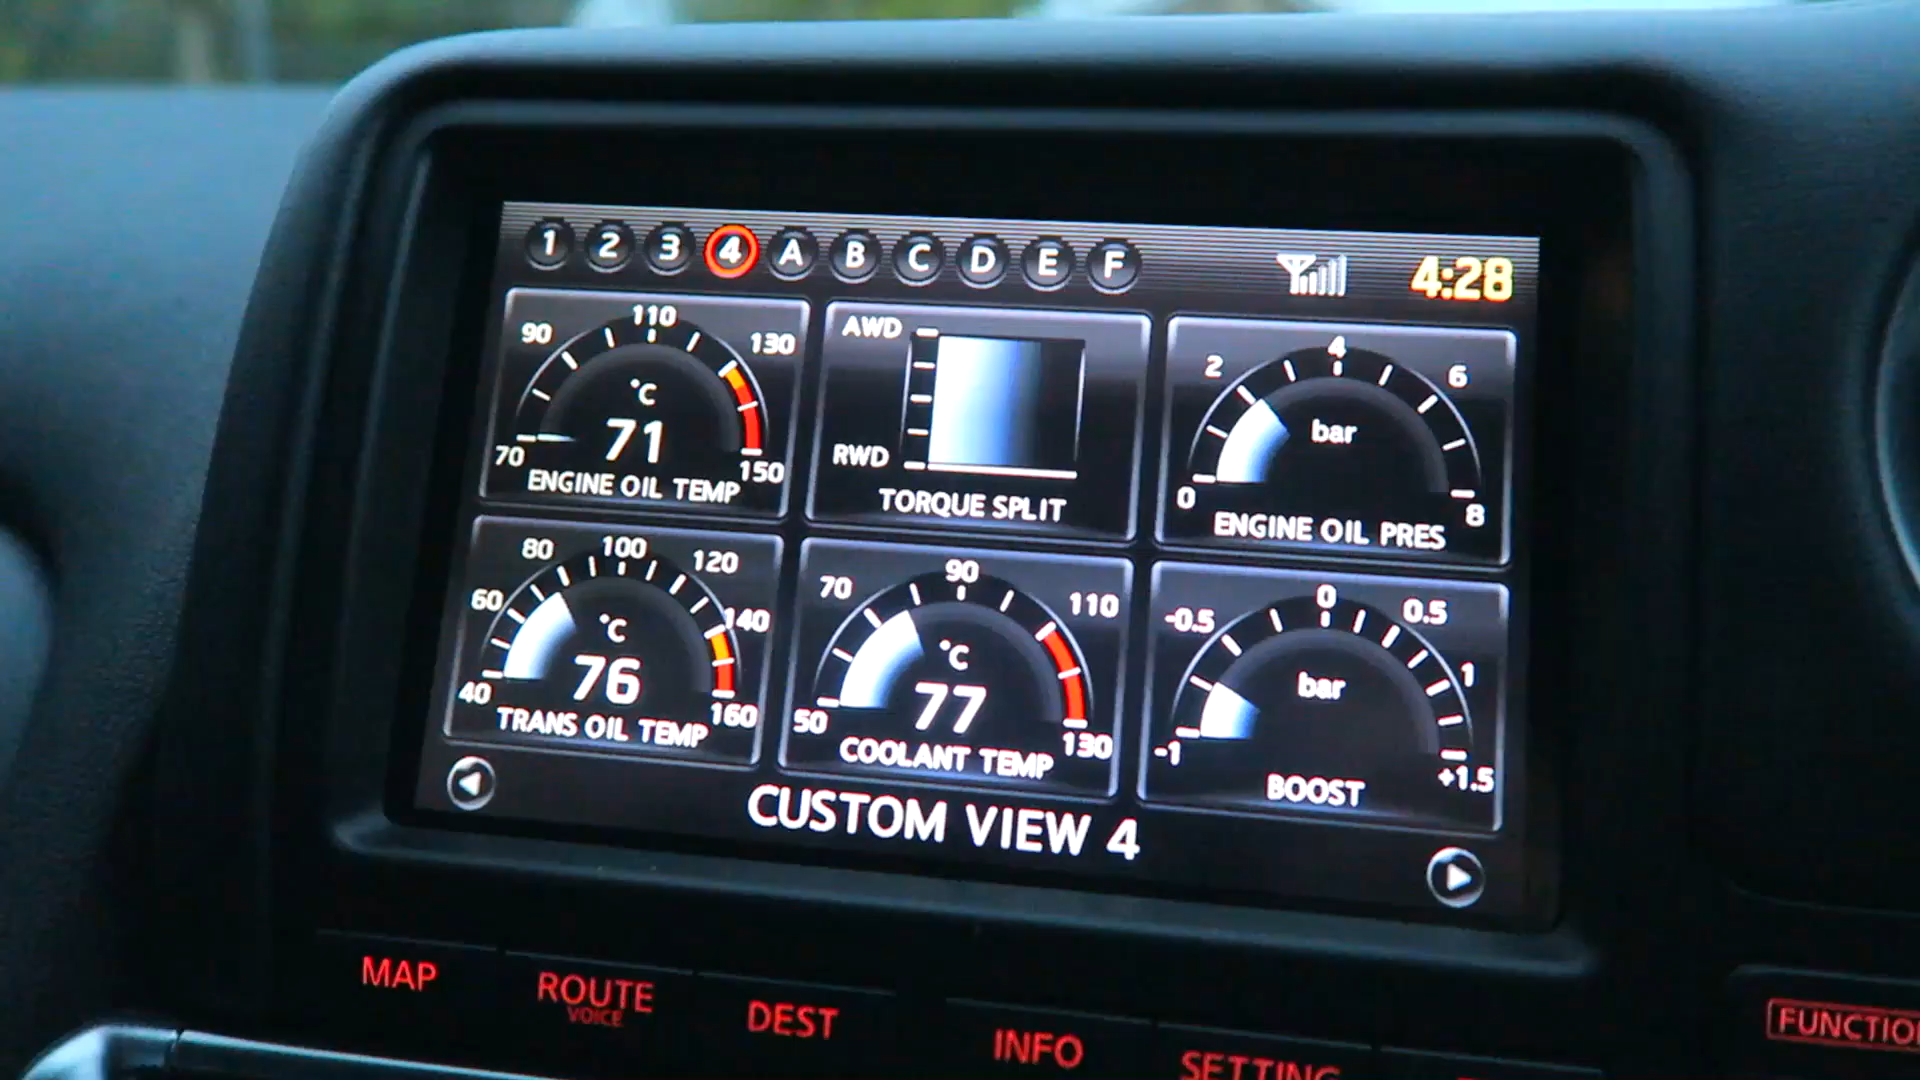 1 2 3 4 A B C D E F 4:28
70 90 110 130 150
°C
71
ENGINE OIL TEMP
AWD
RWD
TORQUE SPLIT
0 2 4 6 8
bar
ENGINE OIL PRES
40 60 80 100 120 140 160
°C
76
TRANS OIL TEMP
50 70 90 110 130
°C
77
COOLANT TEMP
-1 -0.5 0 0.5 1 +1.5
bar
BOOST
CUSTOM VIEW 4
MAP
ROUTE
VOICE
DEST
INFO
SETTING
FUNCTIO